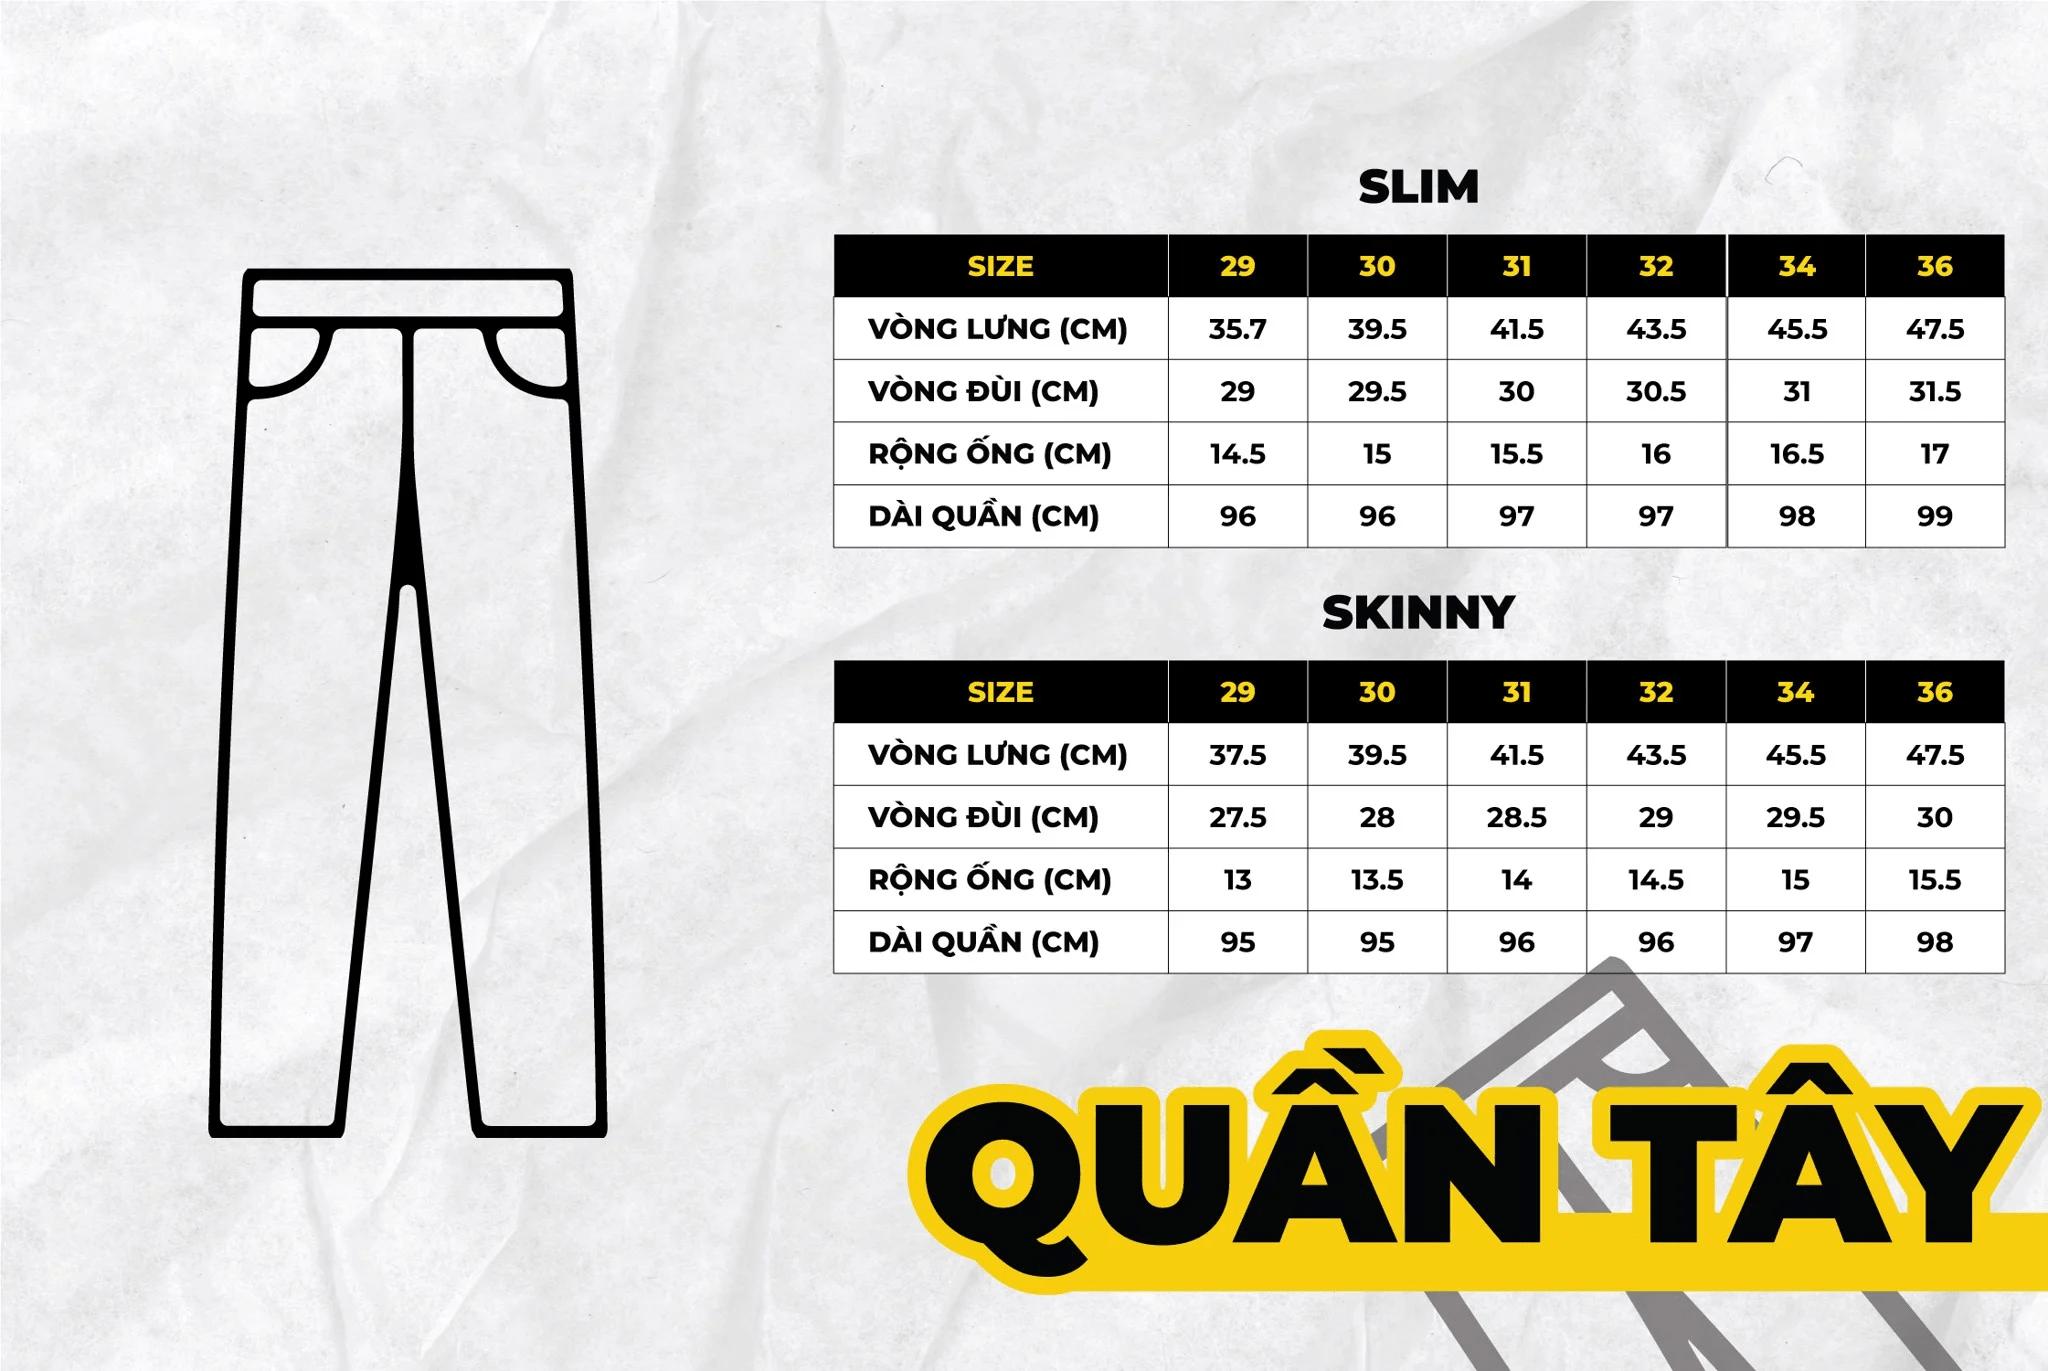 SLIM
SIZE 29 30 31 32 34 36
VÒNG LƯNG (CM) 35.7 39.5 41.5 43.5 45.5 47.5
VÒNG ĐÙI (CM) 29 29.5 30 30.5 31 31.5
RỘNG ỐNG (CM) 14.5 15 15.5 16 16.5 17
DÀI QUẦN (CM) 96 96 97 97 98 99
SKINNY
SIZE 29 30 31 32 34 36
VÒNG LƯNG (CM) 37.5 39.5 41.5 43.5 45.5 47.5
VÒNG ĐÙI (CM) 27.5 28 28.5 29 29.5 30
RỘNG ỐNG (CM) 13 13.5 14 14.5 15 15.5
DÀI QUẦN (CM) 95 95 96 96 97 98
QUẦN TÂY